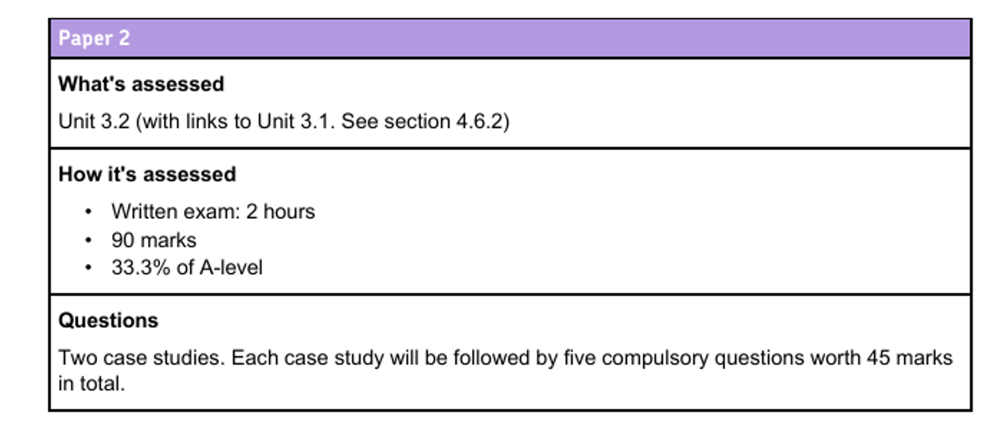 Paper 2
What's assessed
Unit 3.2 (with links to Unit 3.1. See section 4.6.2)
How it's assessed
• Written exam: 2 hours
• 90 marks
• 33.3% of A-level
Questions
Two case studies. Each case study will be followed by five compulsory questions worth 45 marks
in total.